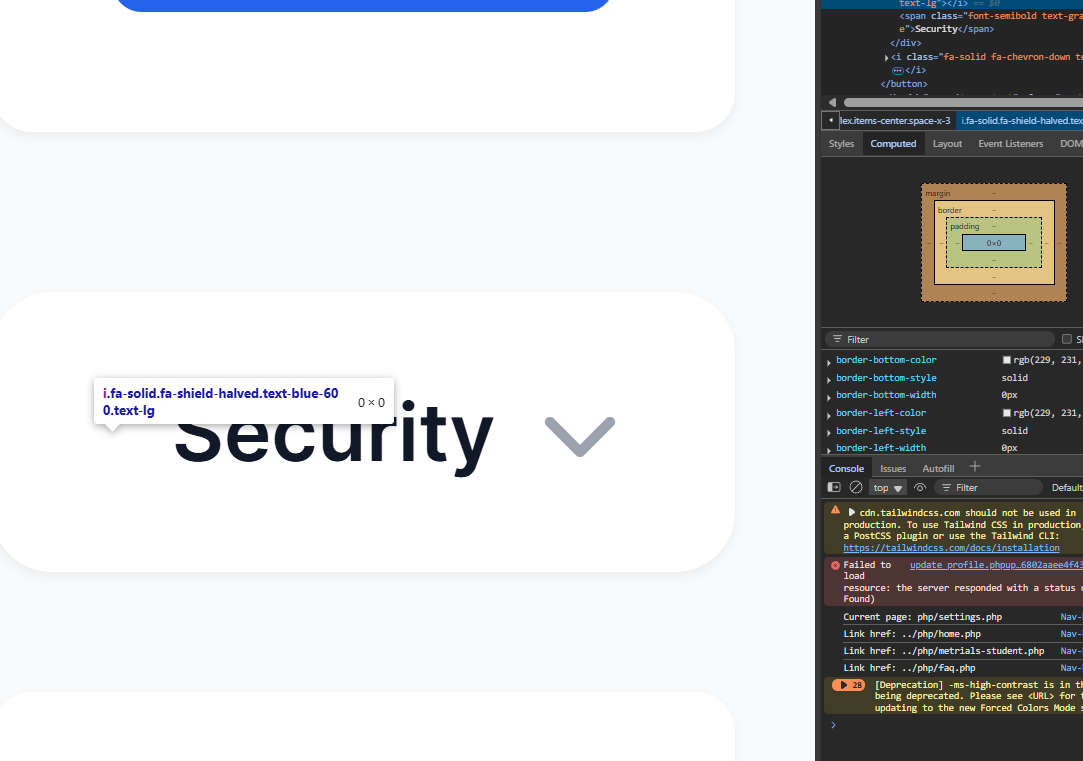 i.fa-solid.fa-shield-halved.text-blue-60
0.text-lg
0 × 0
Security
text-lg"></i> == $0
<span class="font-semibold text-gra
e">Security</span>
</div>
<i class="fa-solid fa-chevron-down te
</i>
</button>
lex.items-center.space-x-3 i.fa-solid.fa-shield-halved.tex
Styles Computed Layout Event Listeners DOM
margin –
border –
padding –
– – – 0×0 – – –
–
–
–
Filter
border-bottom-color rgb(229, 231,
border-bottom-style solid
border-bottom-width 0px
border-left-color rgb(229, 231,
border-left-style solid
border-left-width 0px
Console Issues Autofill
top Filter Default
cdn.tailwindcss.com should not be used in
production. To use Tailwind CSS in production,
a PostCSS plugin or use the Tailwind CLI:
https://tailwindcss.com/docs/installation
Failed to update_profile.phpup…6802aaee4f43
load
resource: the server responded with a status o
Found)
Current page: php/settings.php Nav-
Link href: ../php/home.php Nav-
Link href: ../php/metrials-student.php Nav-
Link href: ../php/faq.php Nav-
28 [Deprecation] -ms-high-contrast is in th
being deprecated. Please see <URL> for t
updating to the new Forced Colors Mode s